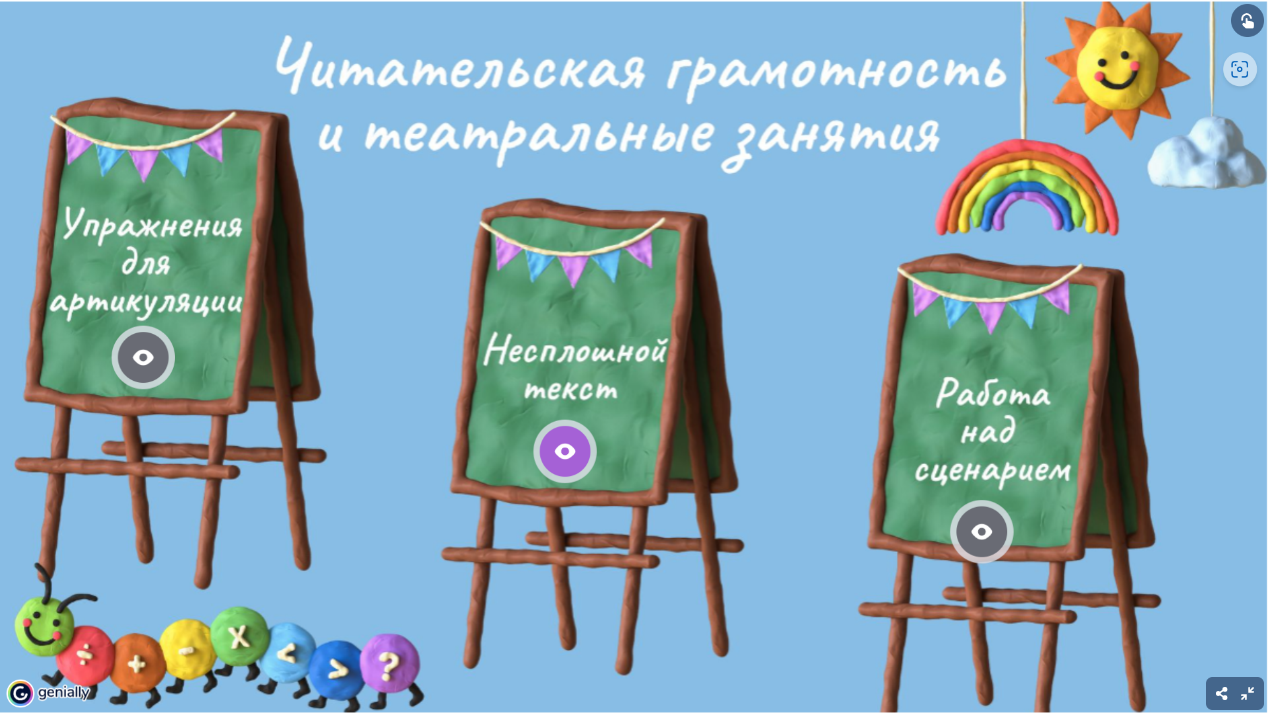 Читательская грамотность
и театральные занятия
Упражнения
для
артикуляции
Несплошной
текст
Работа
над
сценарием
÷ + - x < > ?
genially